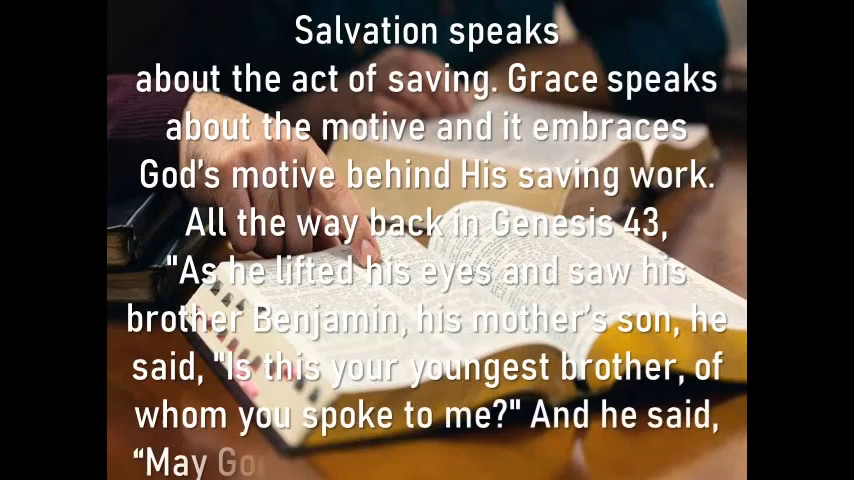 Salvation speaks
about the act of saving. Grace speaks
about the motive and it embraces
God’s motive behind His saving work.
All the way back in Genesis 43,
"As he lifted his eyes and saw his
brother Benjamin, his mother’s son, he
said, "Is this your youngest brother, of
whom you spoke to me?" And he said,
“May Go